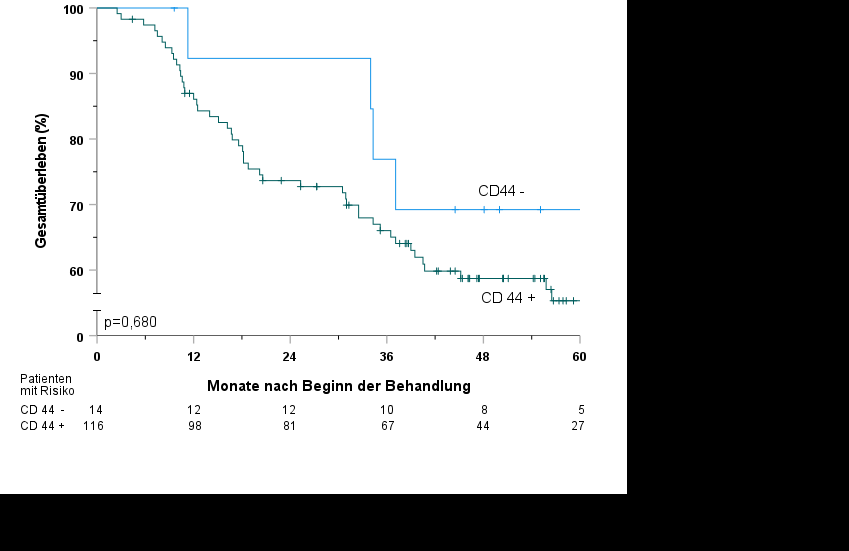 Gesamtüberleben (%)
100
90
80
70
60
0
CD44 -
CD 44 +
p=0,680
0 12 24 36 48 60
Monate nach Beginn der Behandlung
Patienten
mit Risiko
CD 44 - 14 12 12 10 8 5
CD 44 + 116 98 81 67 44 27